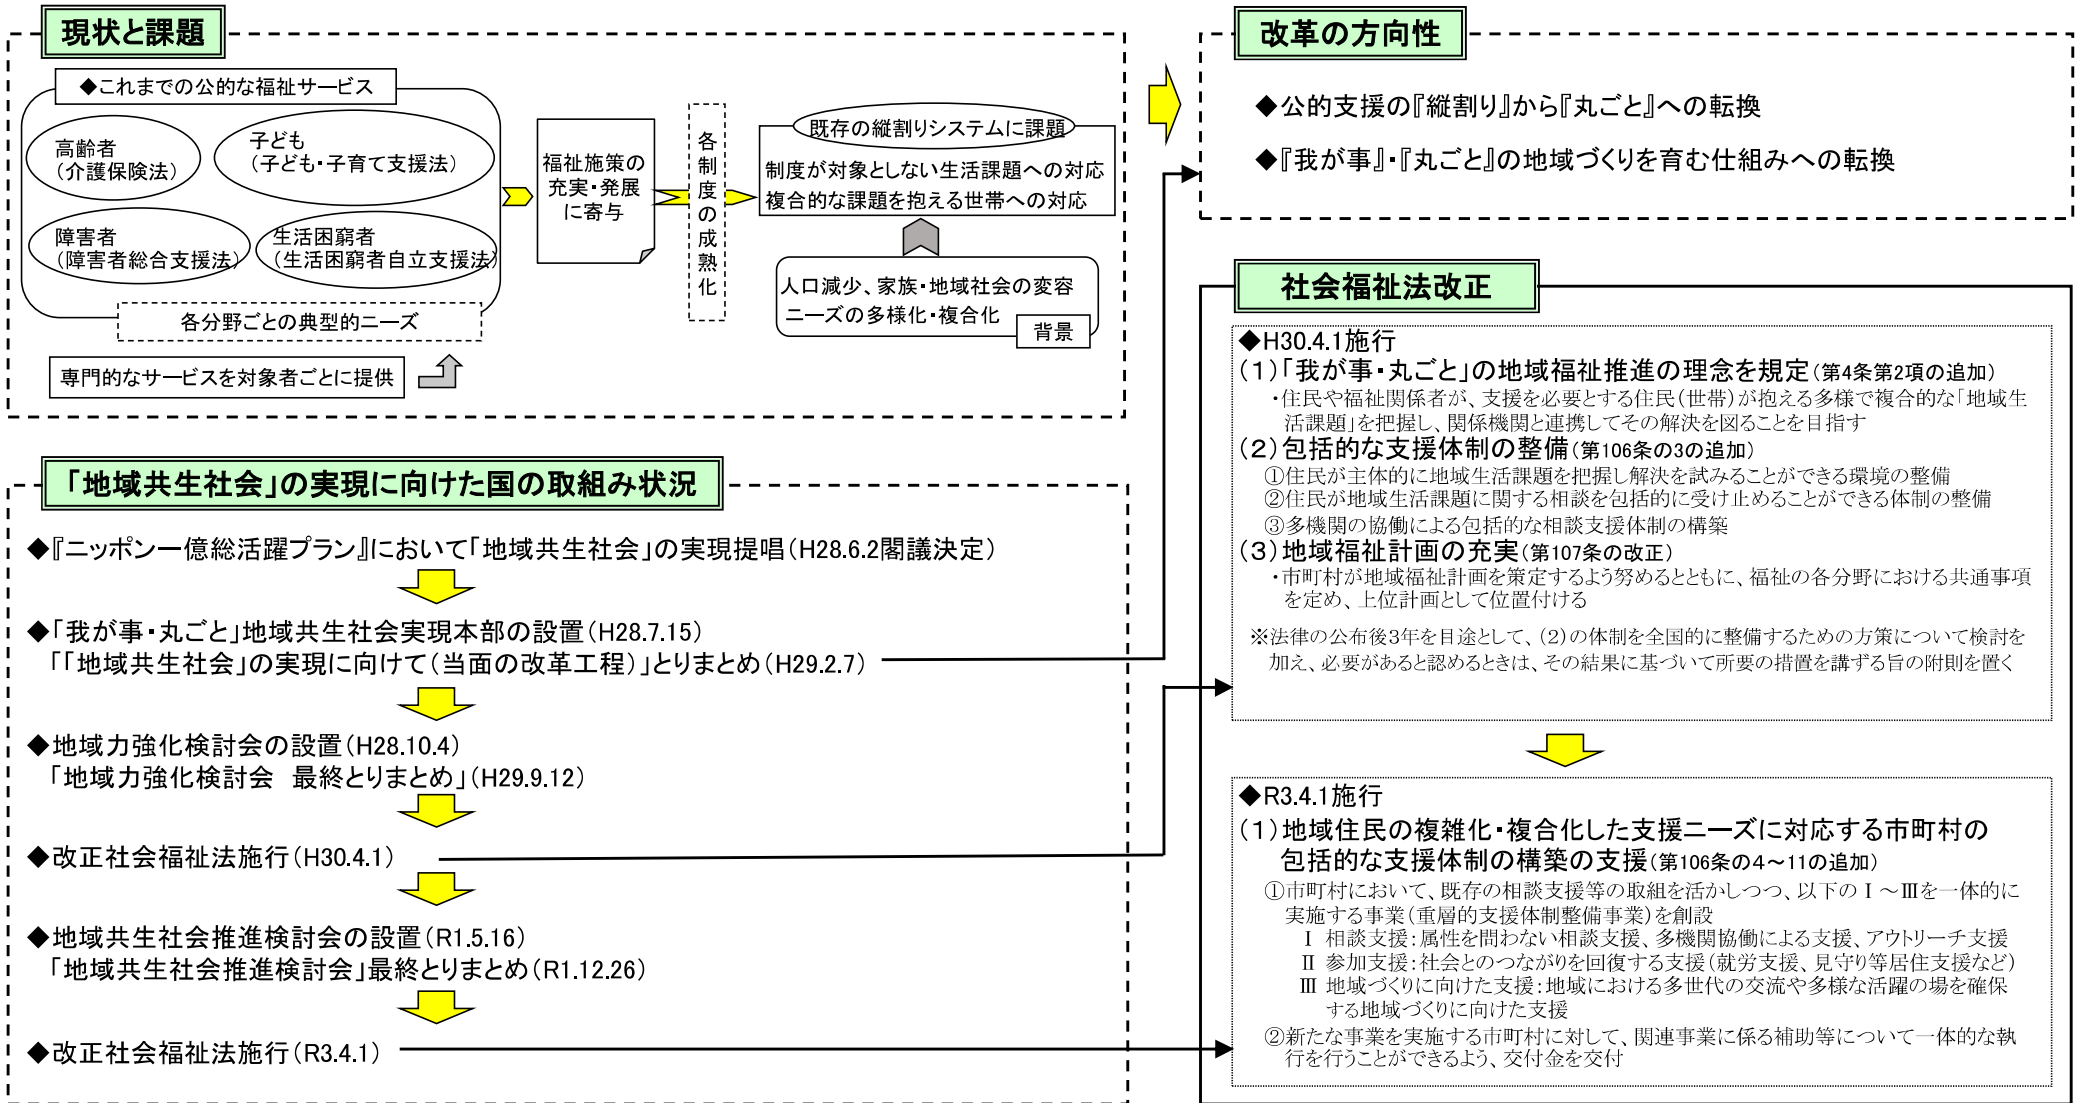 現状と課題
◆これまでの公的な福祉サービス
高齢者
(介護保険法)
子ども
(子ども・子育て支援法)
障害者
(障害者総合支援法)
生活困窮者
(生活困窮者自立支援法)
各分野ごとの典型的ニーズ
専門的なサービスを対象者ごとに提供
福祉施策の
充実・発展
に寄与
各制度の成熟化
既存の縦割りシステムに課題
制度が対象としない生活課題への対応
複合的な課題を抱える世帯への対応
人口減少、家族・地域社会の変容
ニーズの多様化・複合化
背景
改革の方向性
◆公的支援の『縦割り』から『丸ごと』への転換
◆『我が事』・『丸ごと』の地域づくりを育む仕組みへの転換
「地域共生社会」の実現に向けた国の取組み状況
◆『ニッポン一億総活躍プラン』において「地域共生社会」の実現提唱(H28.6.2閣議決定)
◆「我が事・丸ごと」地域共生社会実現本部の設置(H28.7.15)
「「地域共生社会」の実現に向けて(当面の改革工程)」とりまとめ(H29.2.7)
◆地域力強化検討会の設置(H28.10.4)
「地域力強化検討会　最終とりまとめ」(H29.9.12)
◆改正社会福祉法施行(H30.4.1)
◆地域共生社会推進検討会の設置(R1.5.16)
「地域共生社会推進検討会」最終とりまとめ(R1.12.26)
◆改正社会福祉法施行(R3.4.1)
社会福祉法改正
◆H30.4.1施行
(1)「我が事・丸ごと」の地域福祉推進の理念を規定(第4条第2項の追加)
・住民や福祉関係者が、支援を必要とする住民(世帯)が抱える多様で複合的な「地域生
活課題」を把握し、関係機関と連携してその解決を図ることを目指す
(2)包括的な支援体制の整備(第106条の3の追加)
①住民が主体的に地域生活課題を把握し解決を試みることができる環境の整備
②住民が地域生活課題に関する相談を包括的に受け止めることができる体制の整備
③多機関の協働による包括的な相談支援体制の構築
(3)地域福祉計画の充実(第107条の改正)
・市町村が地域福祉計画を策定するよう努めるとともに、福祉の各分野における共通事項
を定め、上位計画として位置付ける
※法律の公布後3年を目途として、(2)の体制を全国的に整備するための方策について検討を
加え、必要があると認めるときは、その結果に基づいて所要の措置を講ずる旨の附則を置く
◆R3.4.1施行
(1)地域住民の複雑化・複合化した支援ニーズに対応する市町村の
包括的な支援体制の構築の支援(第106条の4～11の追加)
①市町村において、既存の相談支援等の取組を活かしつつ、以下のⅠ～Ⅲを一体的に
実施する事業(重層的支援体制整備事業)を創設
Ⅰ 相談支援：属性を問わない相談支援、多機関協働による支援、アウトリーチ支援
Ⅱ 参加支援：社会とのつながりを回復する支援(就労支援、見守り等居住支援など)
Ⅲ 地域づくりに向けた支援：地域における多世代の交流や多様な活躍の場を確保
する地域づくりに向けた支援
②新たな事業を実施する市町村に対して、関連事業に係る補助等について一体的な執
行を行うことができるよう、交付金を交付